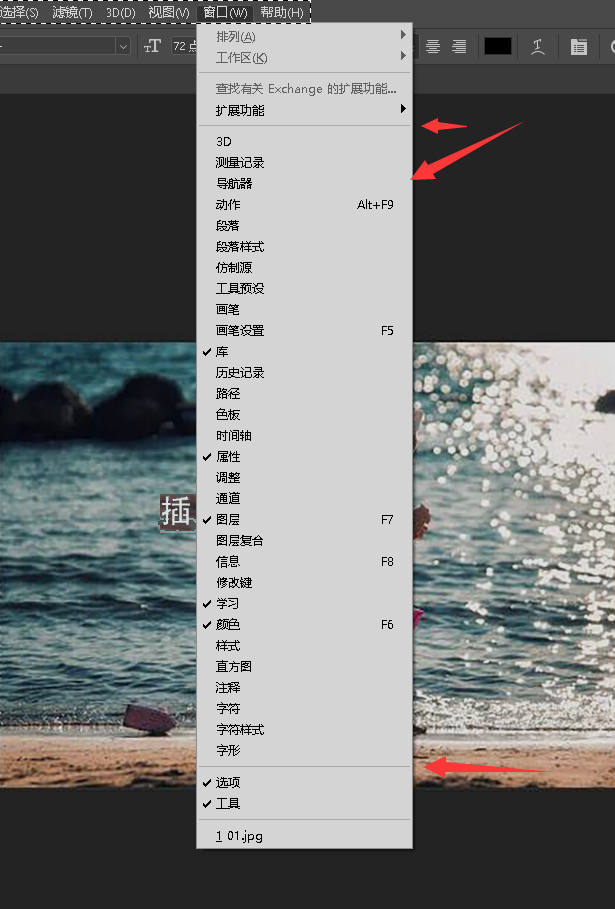 选择(S) 滤镜(T) 3D(D) 视图(V) 窗口(W) 帮助(H)
72 点
排列(A)
工作区(K)
查找有关 Exchange 的扩展功能...
扩展功能
3D
测量记录
导航器
动作 Alt+F9
段落
段落样式
仿制源
工具预设
画笔
画笔设置 F5
库
历史记录
路径
色板
时间轴
属性
调整
通道
插
图层 F7
图层复合
信息 F8
修改键
学习
颜色 F6
样式
直方图
注释
字符
字符样式
字形
选项
工具
1 01.jpg